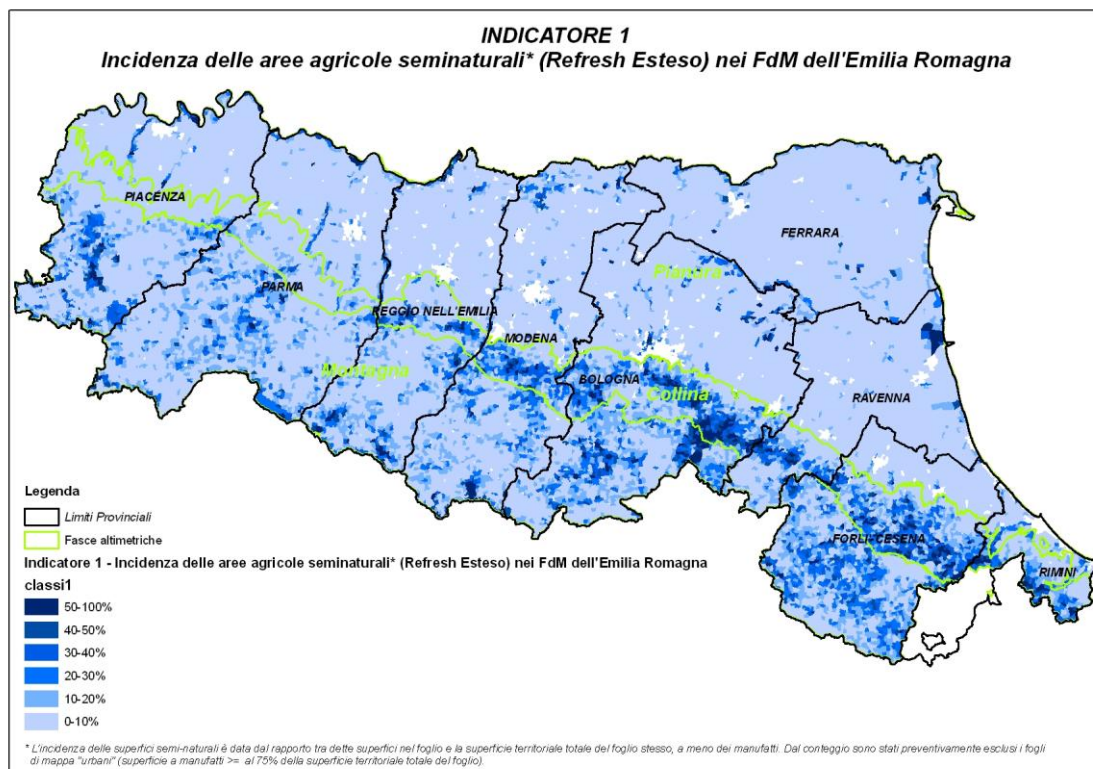 INDICATORE 1
Incidenza delle aree agricole seminaturali* (Refresh Esteso) nei FdM dell'Emilia Romagna
PIACENZA
FERRARA
Pianura
PARMA
REGGIO NELL'EMILIA
MODENA
Montagna
BOLOGNA
Collina
RAVENNA
FORLI-CESENA
RIMINI
Legenda
Limiti Provinciali
Fasce altimetriche
Indicatore 1 - Incidenza delle aree agricole seminaturali* (Refresh Esteso) nei FdM dell'Emilia Romagna
classi1
50-100%
40-50%
30-40%
20-30%
10-20%
0-10%
* L'incidenza delle superfici semi-naturali è data dal rapporto tra dette superfici nel foglio e la superficie territoriale totale del foglio stesso, a meno dei manufatti. Dal conteggio sono stati preventivamente esclusi i fogli
di mappa "urbani" (superficie a manufatti >= al 75% della superficie territoriale totale del foglio).